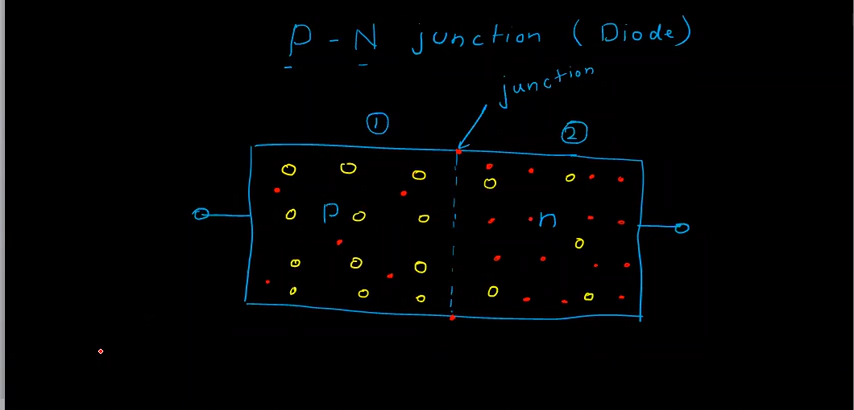 P - N junction ( Diode )
junction
① ②
p n